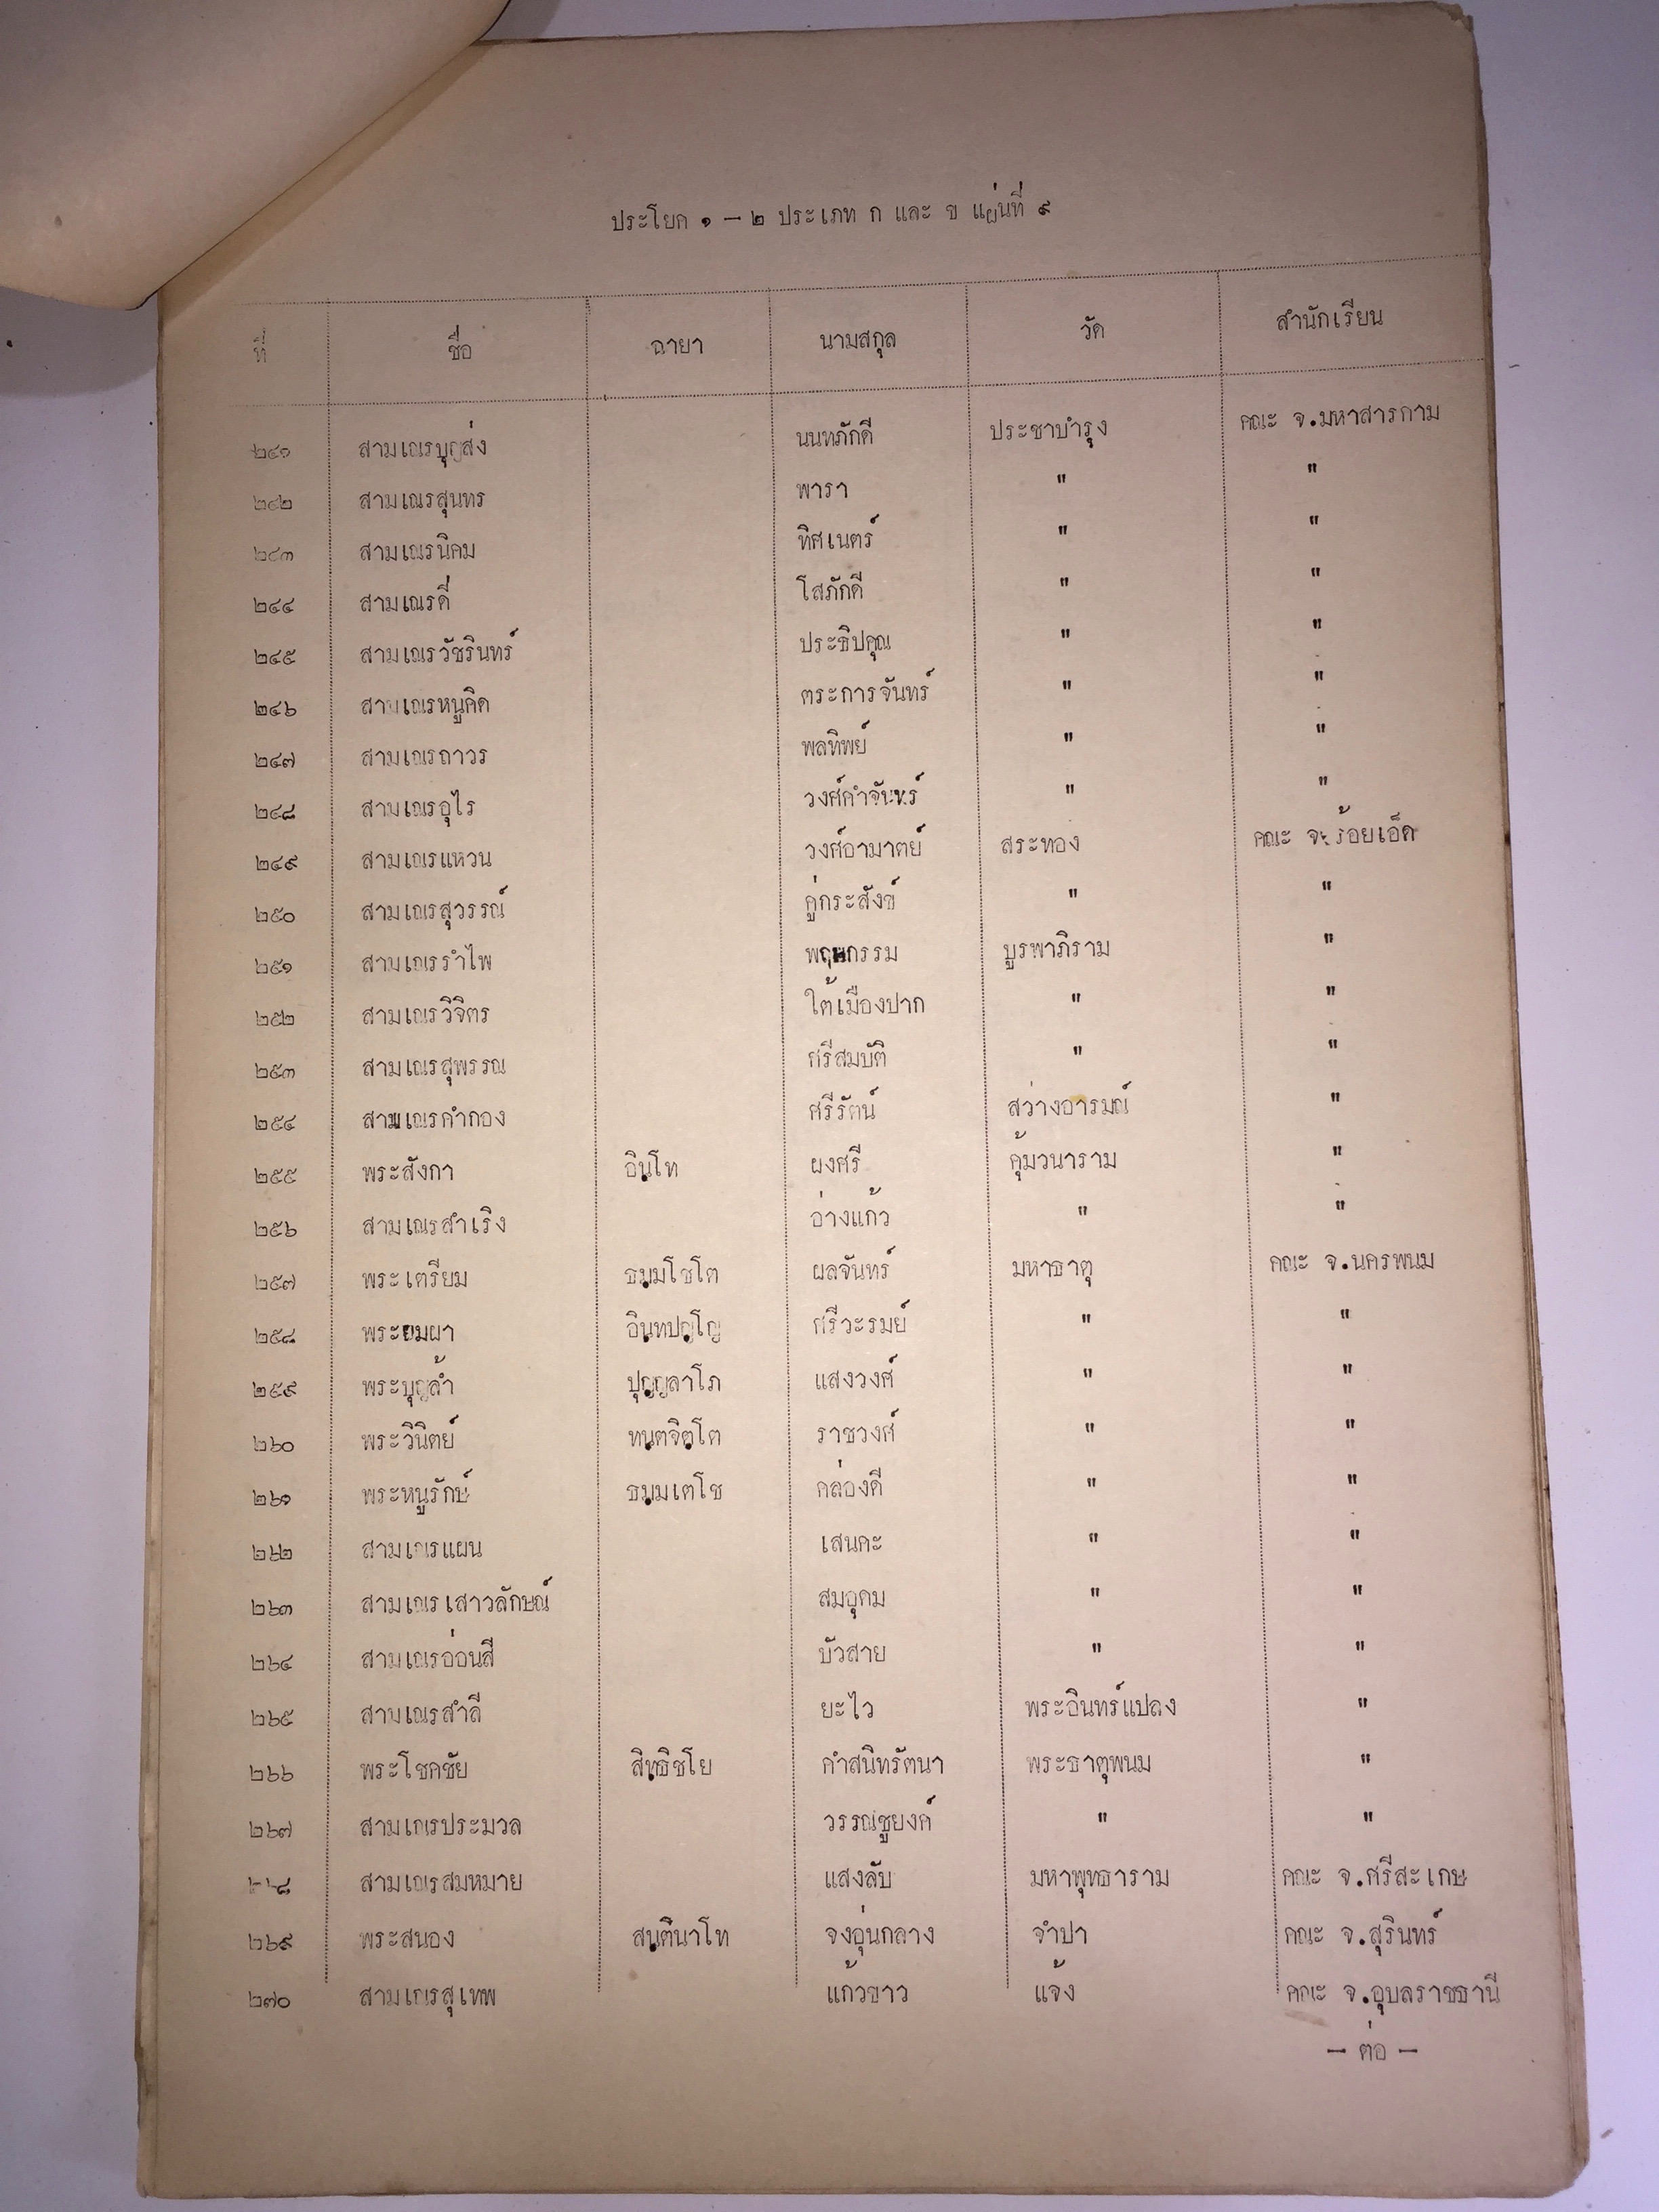 ประโยค ๑ – ๒ ประเภท ก และ ข แผ่นที่ ๙
ที่ ชื่อ ฉายา นามสกุล วัด สำนักเรียน
๒๔๑ สามเณรบุญส่ง นนทภักดี ประชาบำรุง คณะ จ.มหาสารคาม
๒๔๒ สามเณรสุนทร พารา " "
๒๔๓ สามเณรนิคม ทิศเนตร์ " "
๒๔๔ สามเณรดี่ โสภักดี " "
๒๔๕ สามเณรวัชรินทร์ ประธิปคุณ " "
๒๔๖ สามเณรหนูคิด ตระการจันทร์ " "
๒๔๗ สามเณรถาวร พลทิพย์ " "
๒๔๘ สามเณรอุไร วงศ์คำจันทร์ " "
๒๔๙ สามเณรแหวน วงศ์อามาตย์ สระทอง คณะ จ.ร้อยเอ็ด
๒๕๐ สามเณรสุวรรณ์ คู่กระสังข์ " "
๒๕๑ สามเณรรำไพ บูรพาภิราม "
๒๕๒ สามเณรวิจิตร ใต้เมืองปาก " "
๒๕๓ สามเณรสุพรรณ ศรีสมบัติ " "
๒๕๔ สามเณรคำกอง ศรีรัตน์ สว่างอารมณ์ "
๒๕๕ พระสังกา อินฺโท ผงศรี คุ้มวนาราม "
๒๕๖ สามเณรสำเริง อ่างแก้ว " "
๒๕๗ พระเตรียม ธมฺมโชโต ผลจันทร์ มหาธาตุ คณะ จ.นครพนม
๒๕๘ พระยมผา อินฺทปญฺโญ ศรีวะรมย์ " "
๒๕๙ พระบุญล้ำ ปุญฺญลาโภ แสงวงศ์ " "
๒๖๐ พระวินิตย์ ทนฺตจิตฺโต ราชวงศ์ " "
๒๖๑ พระหนูรักษ์ ธมฺมเตโช คล่องดี " "
๒๖๒ สามเณรแผน เสนคะ " "
๒๖๓ สามเณรเสาวลักษณ์ สมอุดม " "
๒๖๔ สามเณรอ่อนสี บัวสาย " "
๒๖๕ สามเณรสำลี ยะไว พระอินทร์แปลง "
๒๖๖ พระโชคชัย สิทฺธิชโย คำสนิทรัตนา พระธาตุพนม "
๒๖๗ สามเณรประมวล วรรณชูยงค์ " "
๒๖๘ สามเณรสมหมาย แสงลับ มหาพุทธาราม คณะ จ.ศรีสะเกษ
๒๖๙ พระสนอง สนฺตินาโท จงอุ่นกลาง จำปา คณะ จ.สุรินทร์
๒๗๐ สามเณรสุเทพ แก้วขาว แจ้ง คณะ จ.อุบลราชธานี
– ต่อ –